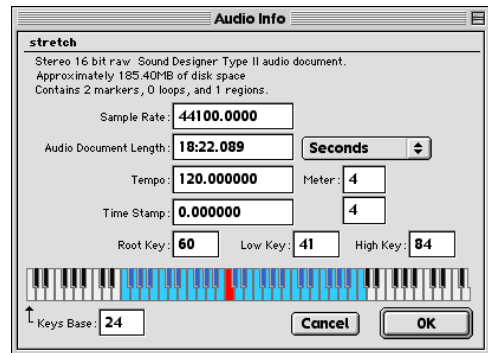 Audio Info
stretch
Stereo 16 bit raw Sound Designer Type II audio document.
Approximately 185.40MB of disk space
Contains 2 markers, 0 loops, and 1 regions.
Sample Rate: 44100.0000
Audio Document Length: 18:22.089 Seconds
Tempo: 120.000000 Meter: 4
Time Stamp: 0.000000 4
Root Key: 60 Low Key: 41 High Key: 84
Keys Base: 24 Cancel OK